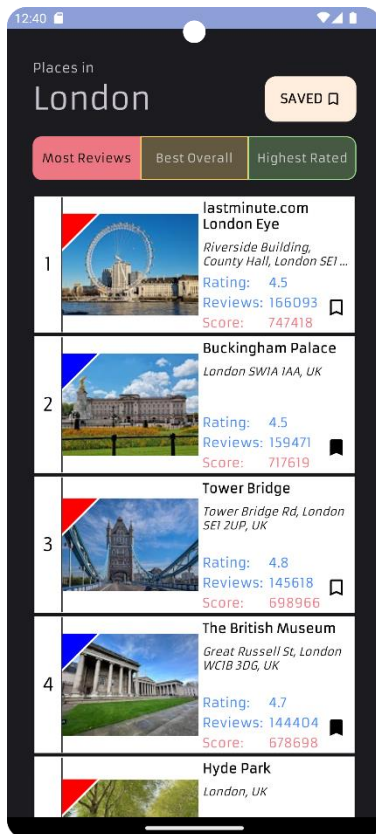 12:40
Places in
London
SAVED
Most Reviews
Best Overall
Highest Rated
1
lastminute.com
London Eye
Riverside Building,
County Hall, London SE1 ...
Rating: 4.5
Reviews: 166093
Score: 747418
2
Buckingham Palace
London SW1A 1AA, UK
Rating: 4.5
Reviews: 159471
Score: 717619
3
Tower Bridge
Tower Bridge Rd, London
SE1 2UP, UK
Rating: 4.8
Reviews: 145618
Score: 698966
4
The British Museum
Great Russell St, London
WC1B 3DG, UK
Rating: 4.7
Reviews: 144404
Score: 678698
Hyde Park
London, UK